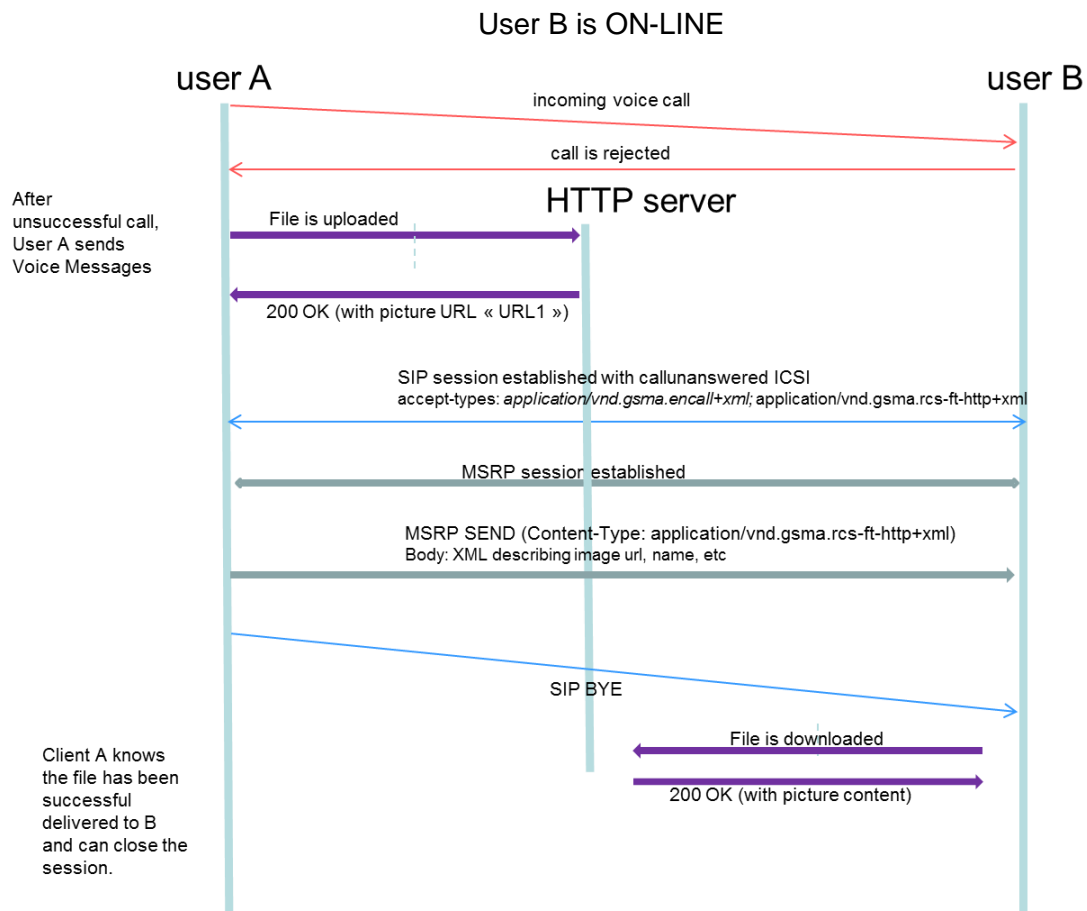 User B is ON-LINE
user A
user B
incoming voice call
call is rejected
After
unsuccessful call,
User A sends
Voice Messages
HTTP server
File is uploaded
200 OK (with picture URL « URL1 »)
SIP session established with callunanswered ICSI
accept-types: application/vnd.gsma.encall+xml; application/vnd.gsma.rcs-ft-http+xml
MSRP session established
MSRP SEND (Content-Type: application/vnd.gsma.rcs-ft-http+xml)
Body: XML describing image url, name, etc
SIP BYE
File is downloaded
200 OK (with picture content)
Client A knows
the file has been
successful
delivered to B
and can close the
session.